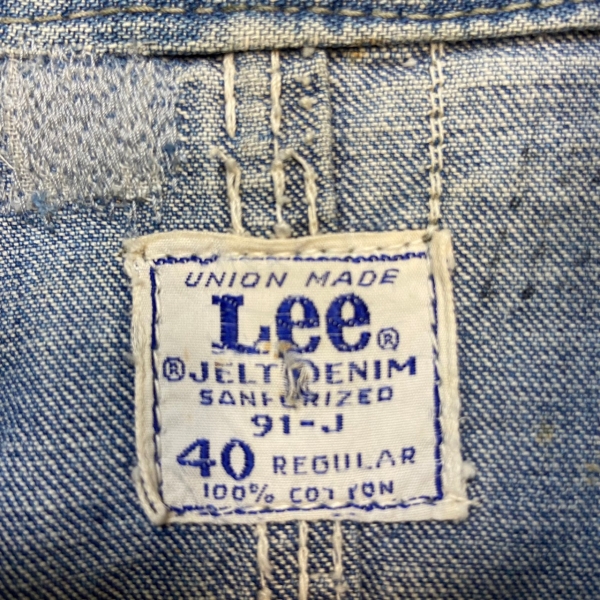 UNION MADE
Lee®
®JELT DENIM
SANFORIZED
91-J
40 REGULAR
100% COTTON